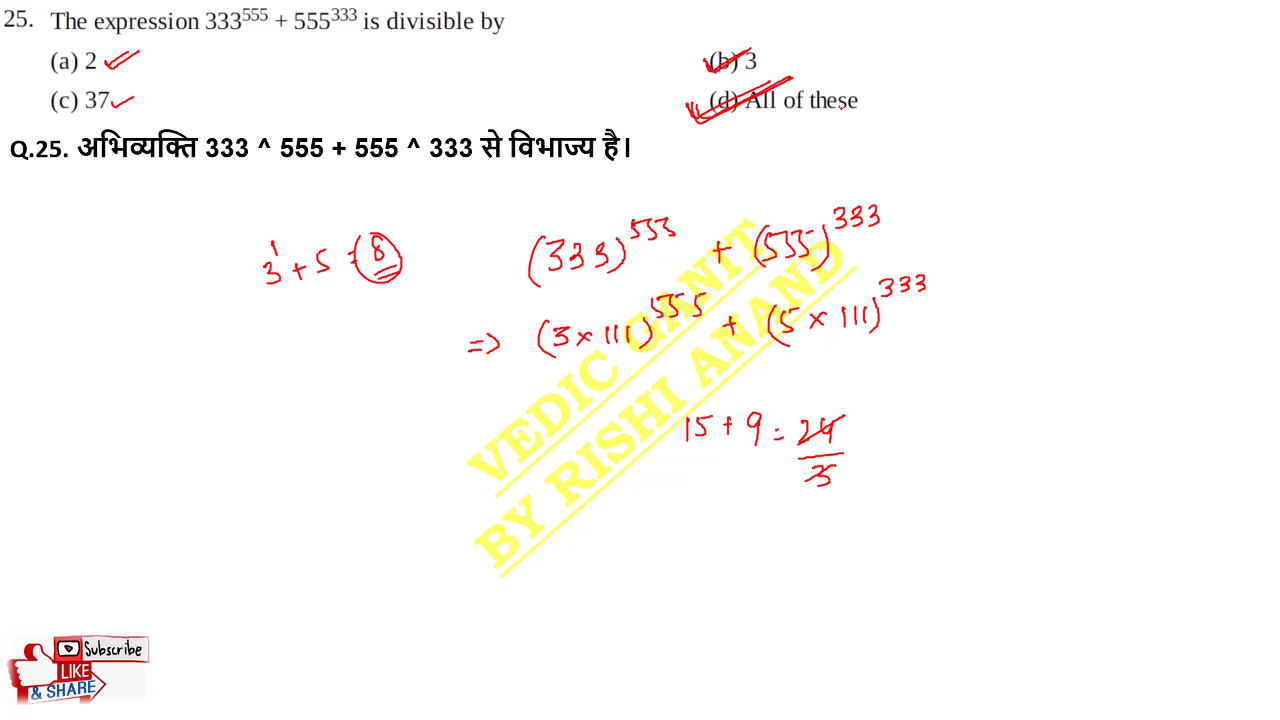 25. The expression 333^555 + 555^333 is divisible by
(a) 2 (b) 3
(c) 37 (d) All of these
Q.25. अभिव्यक्ति 333 ^ 555 + 555 ^ 333 से विभाज्य है।
3^1 + 5 = 8 (333)^555 + (555)^333
=> (3 × 111)^555 + (5 × 111)^333
15 + 9 = 24
3
VEDIC GANIT
BY RISHI ANAND
Subscribe
LIKE
& SHARE